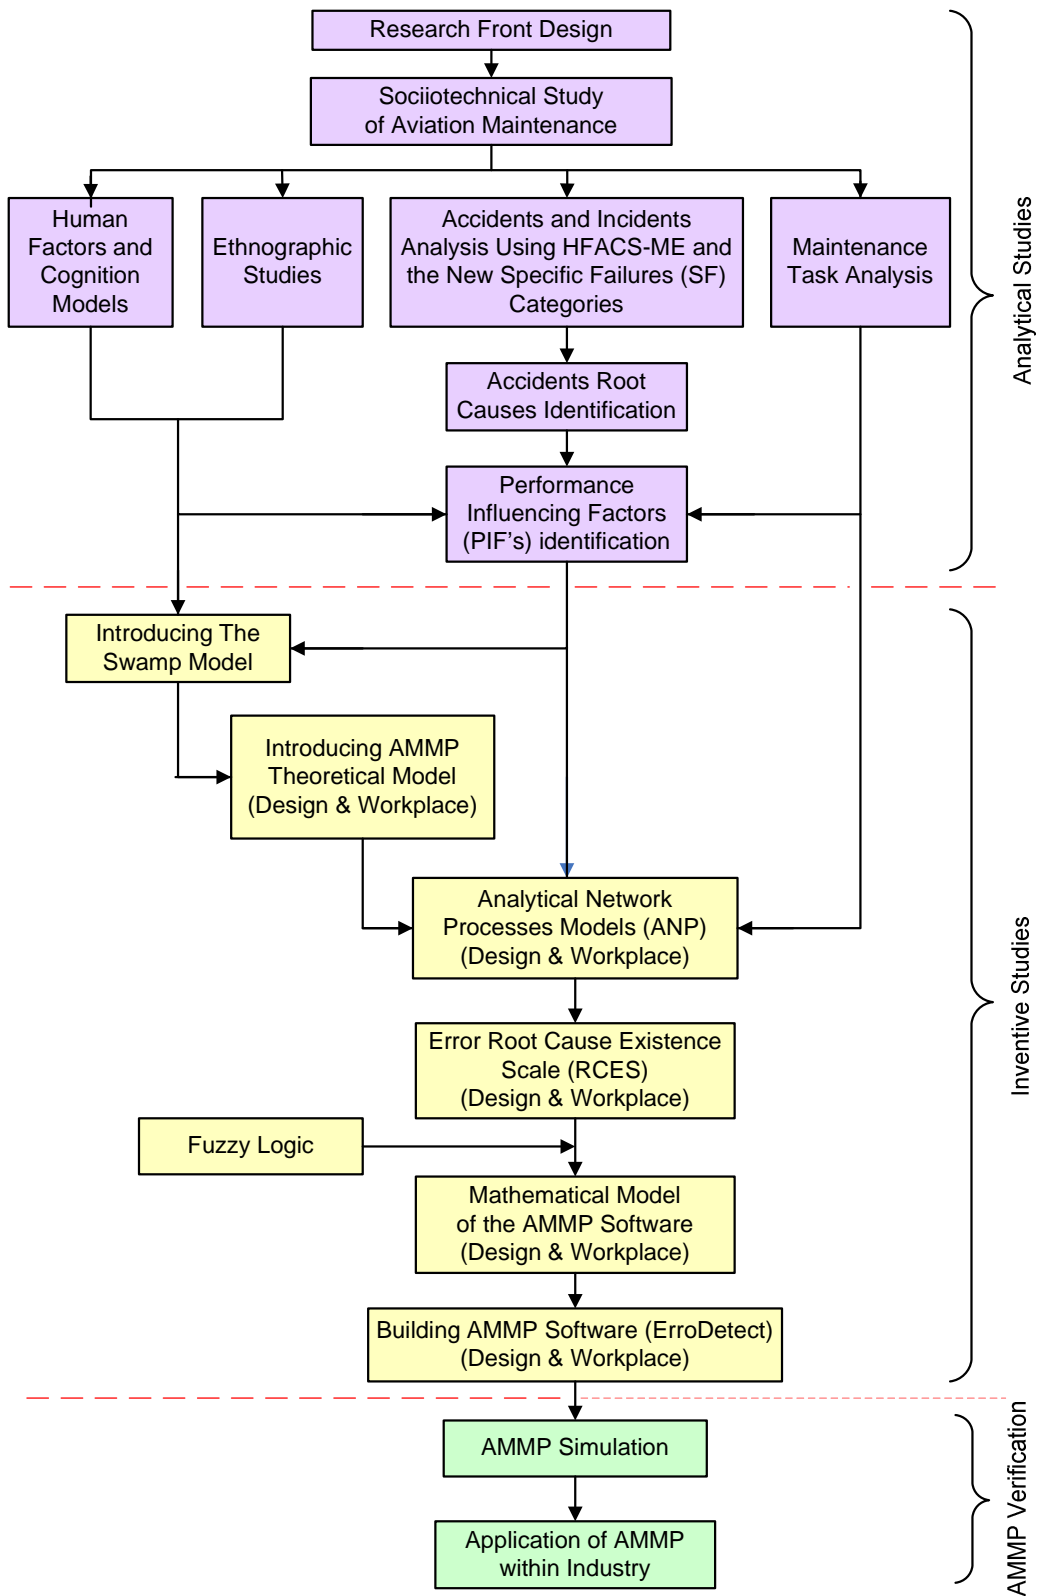 Research Front Design
Sociiotechnical Study
of Aviation Maintenance
Human
Factors and
Cognition
Models
Ethnographic
Studies
Accidents and Incidents
Analysis Using HFACS-ME and
the New Specific Failures (SF)
Categories
Maintenance
Task Analysis
Analytical Studies
Accidents Root
Causes Identification
Performance
Influencing Factors
(PIF's) identification
Introducing The
Swamp Model
Introducing AMMP
Theoretical Model
(Design & Workplace)
Analytical Network
Processes Models (ANP)
(Design & Workplace)
Inventive Studies
Error Root Cause Existence
Scale (RCES)
(Design & Workplace)
Fuzzy Logic
Mathematical Model
of the AMMP Software
(Design & Workplace)
Building AMMP Software (ErroDetect)
(Design & Workplace)
AMMP Simulation
Application of AMMP
within Industry
AMMP Verification